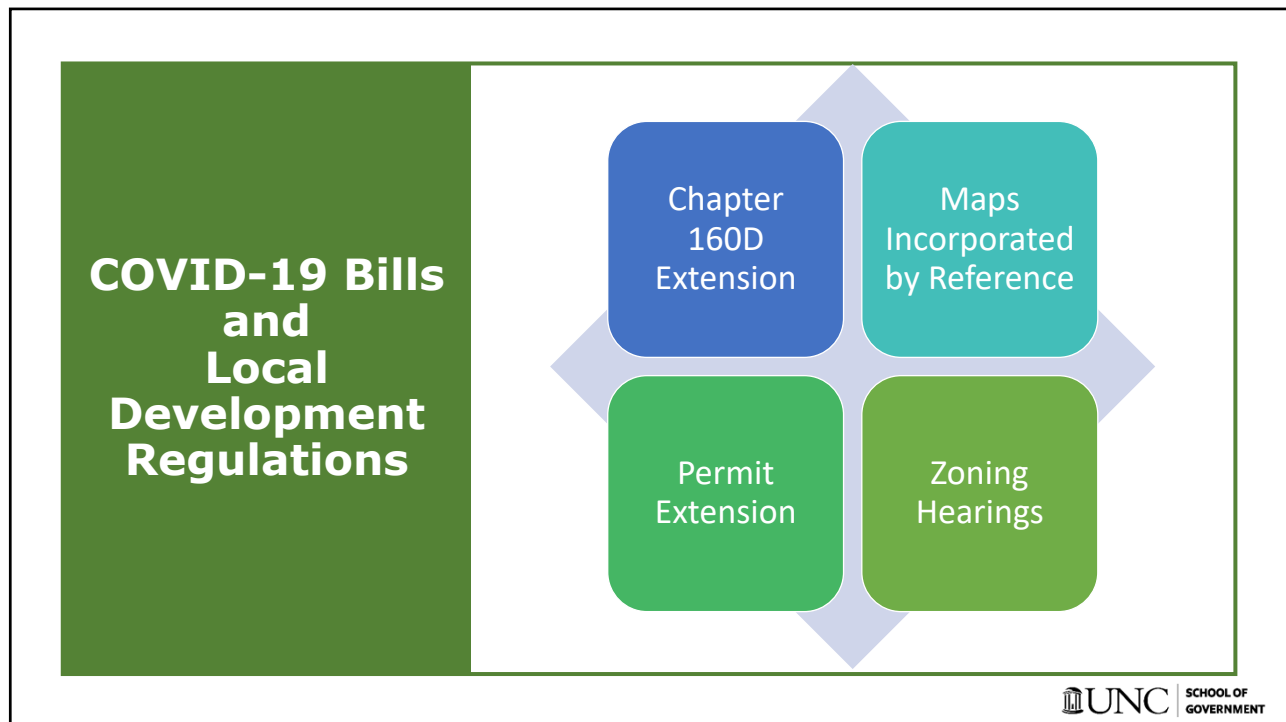 COVID-19 Bills
and
Local
Development
Regulations
Chapter
160D
Extension
Maps
Incorporated
by Reference
Permit
Extension
Zoning
Hearings
UNC
SCHOOL OF
GOVERNMENT